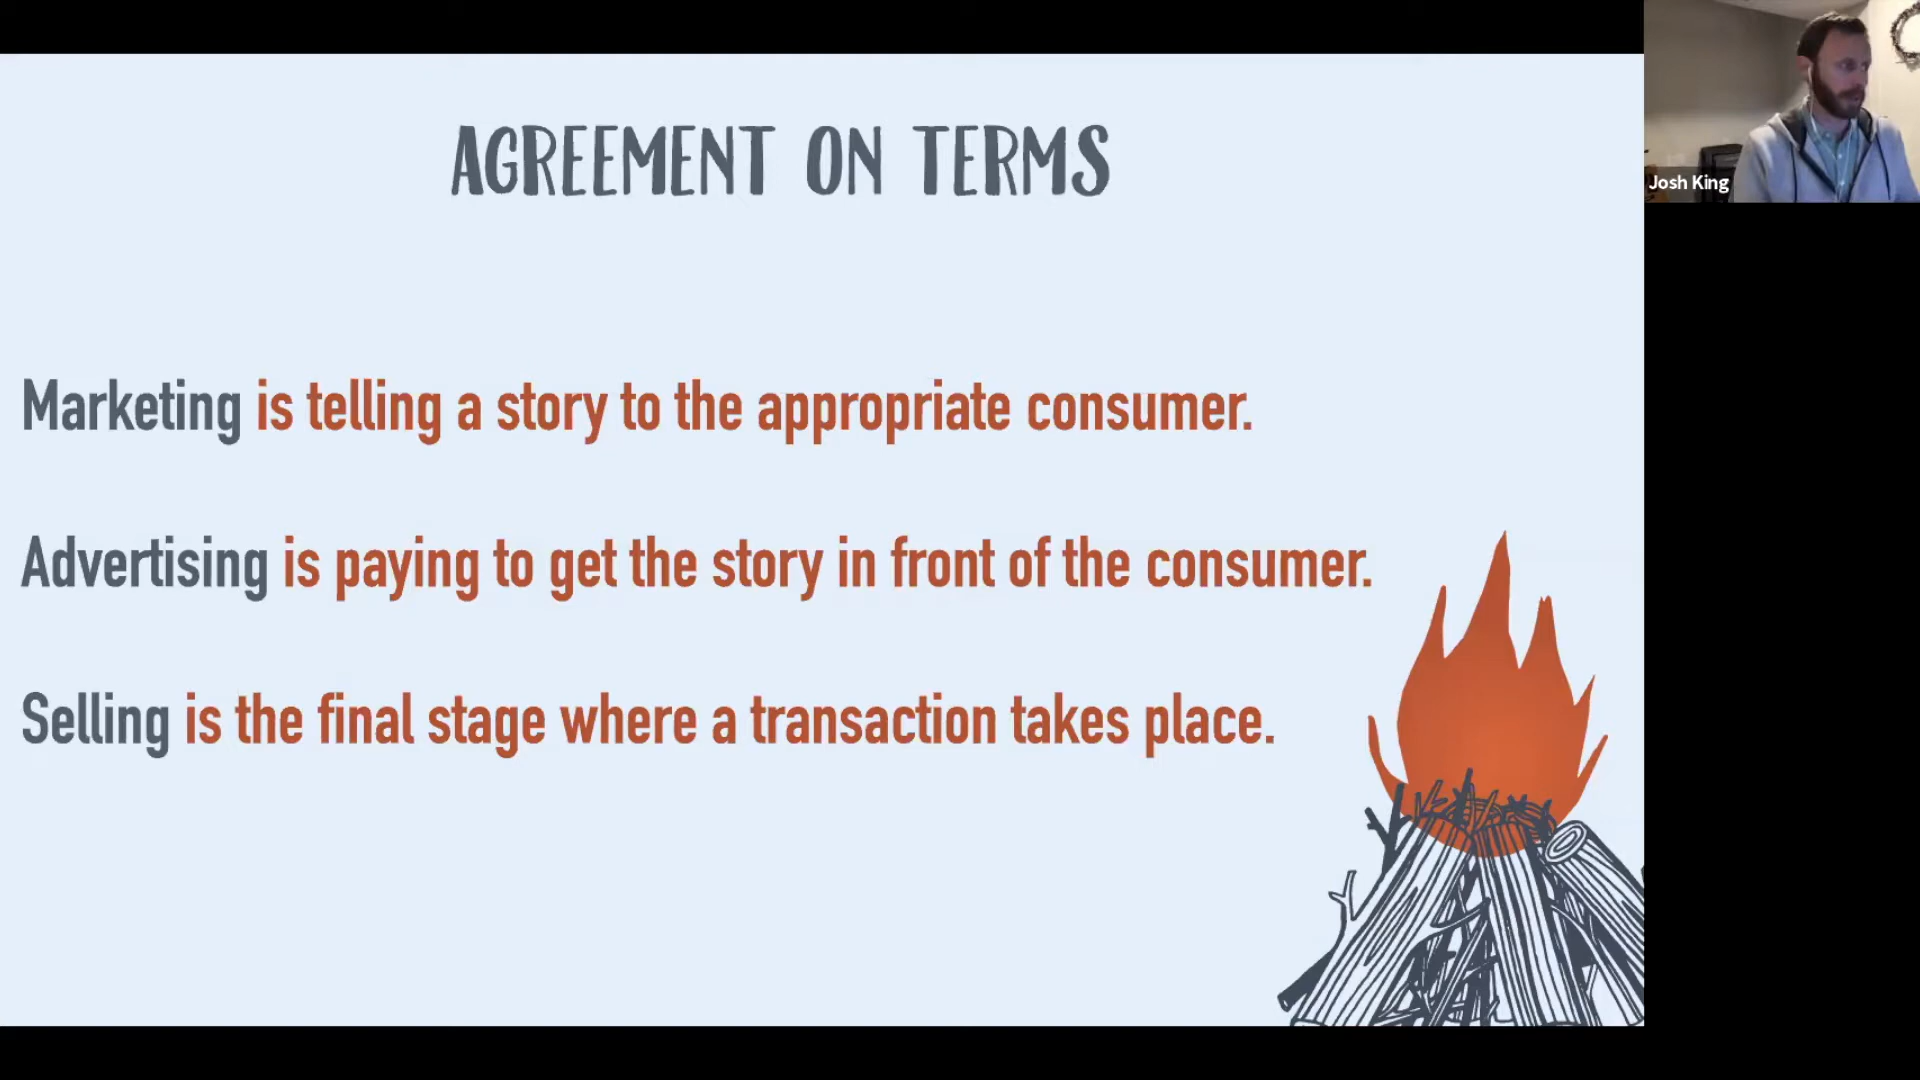 AGREEMENT ON TERMS
Marketing is telling a story to the appropriate consumer.
Advertising is paying to get the story in front of the consumer.
Selling is the final stage where a transaction takes place.
Josh King